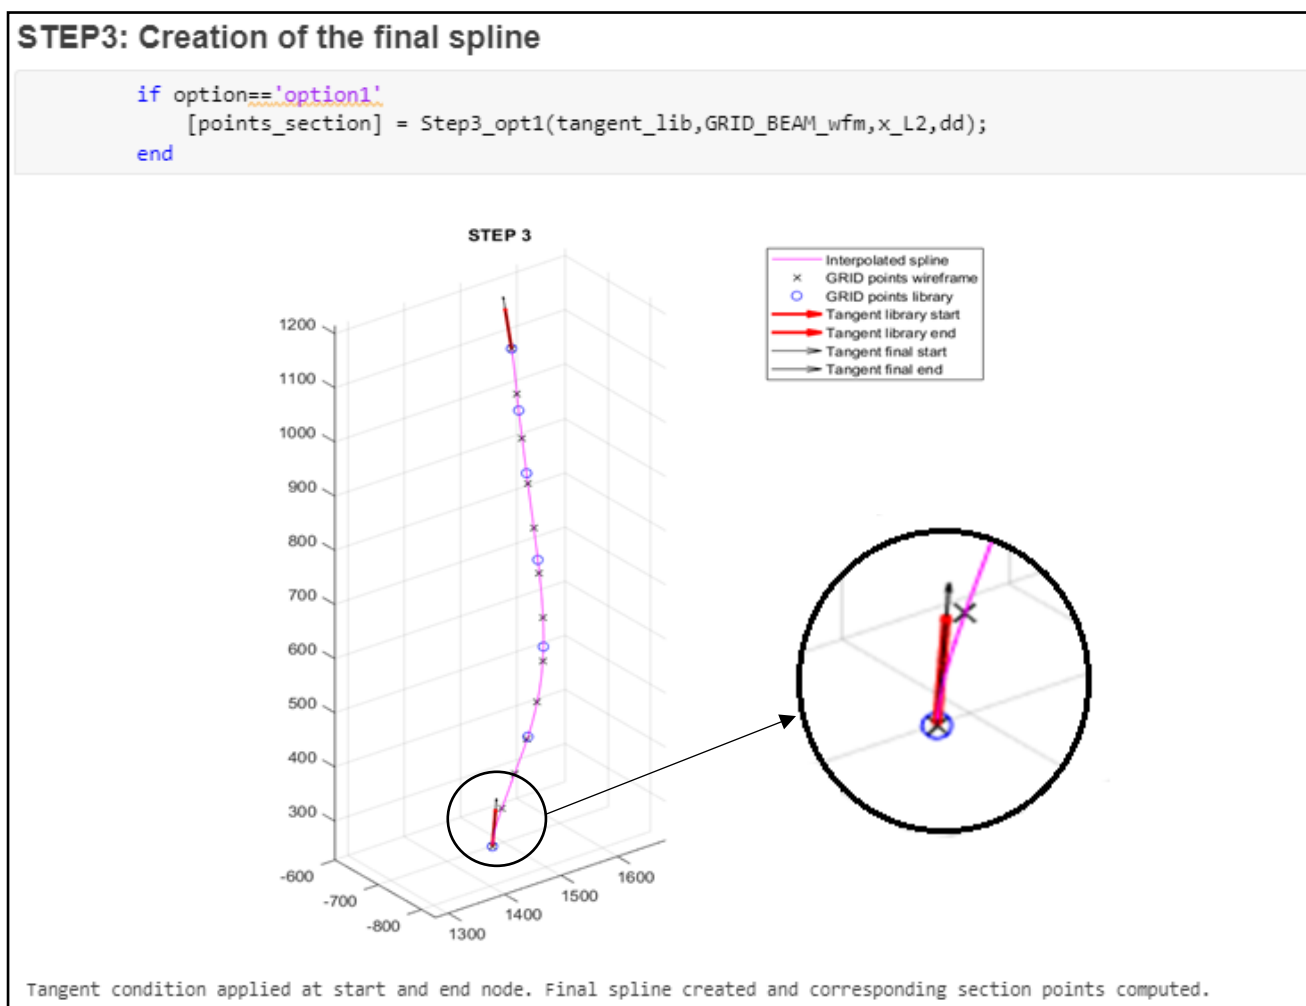 STEP3: Creation of the final spline
if option=='option1'
[points_section] = Step3_opt1(tangent_lib,GRID_BEAM_wfm,x_L2,dd);
end
STEP 3
Interpolated spline
GRID points wireframe
GRID points library
Tangent library start
Tangent library end
Tangent final start
Tangent final end
1200
1100
1000
900
800
700
600
500
400
300
-600
-700
-800
1300
1400
1500
1600
Tangent condition applied at start and end node. Final spline created and corresponding section points computed.